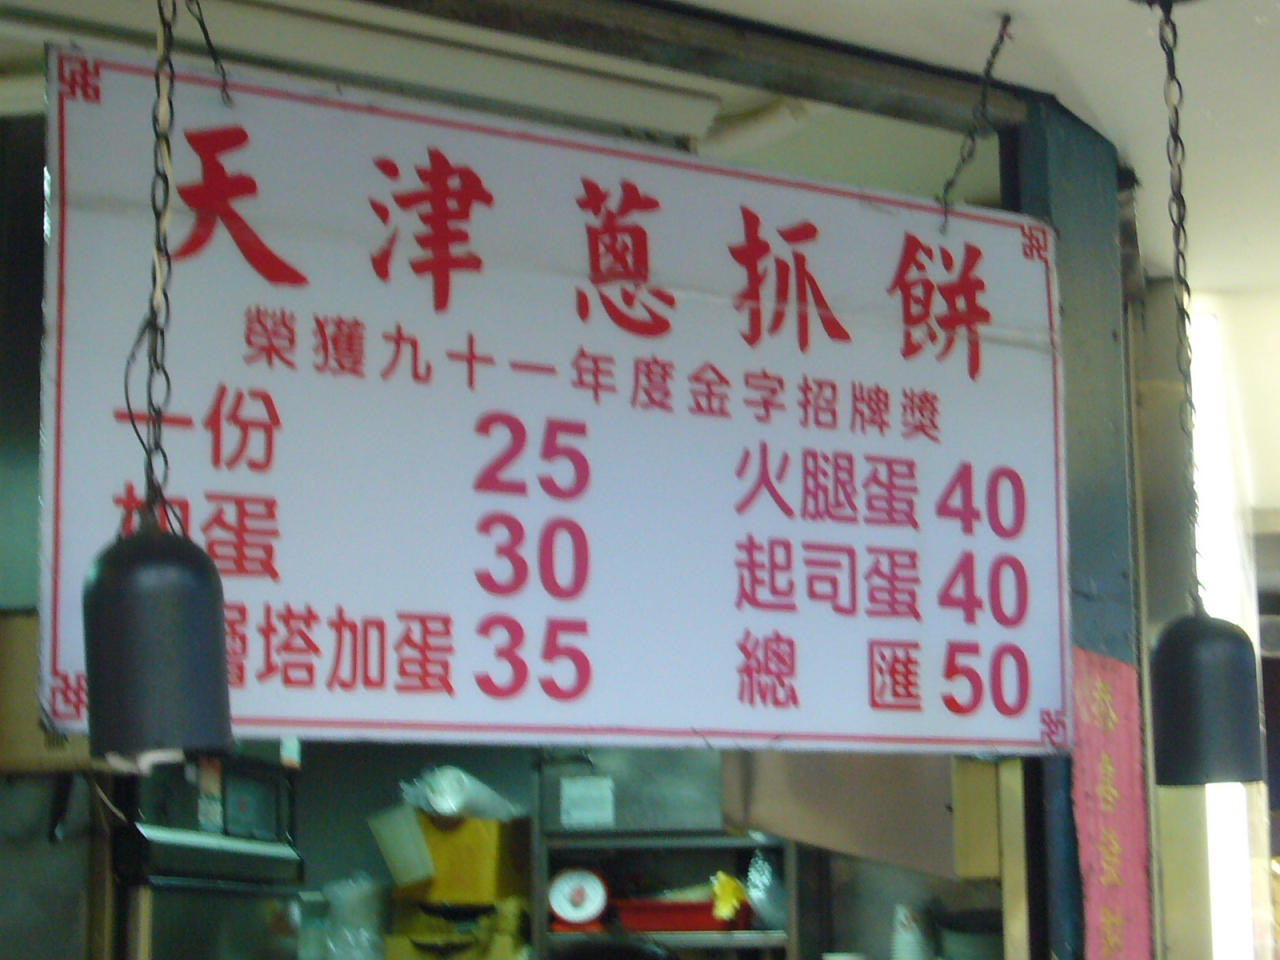 天津蔥抓餅
榮獲九十一年度金字招牌獎
一份 25
加蛋 30
層塔加蛋 35
火腿蛋 40
起司蛋 40
總匯 50